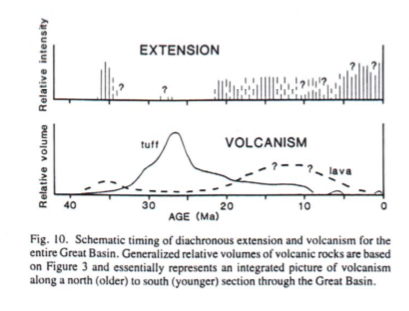 EXTENSION
Relative intensity
?
?
?
?
?
?
VOLCANISM
tuff
lava
?
?
Relative volume
40 30 20 10 0
AGE (Ma)
Fig. 10. Schematic timing of diachronous extension and volcanism for the
entire Great Basin. Generalized relative volumes of volcanic rocks are based
on Figure 3 and essentially represents an integrated picture of volcanism
along a north (older) to south (younger) section through the Great Basin.